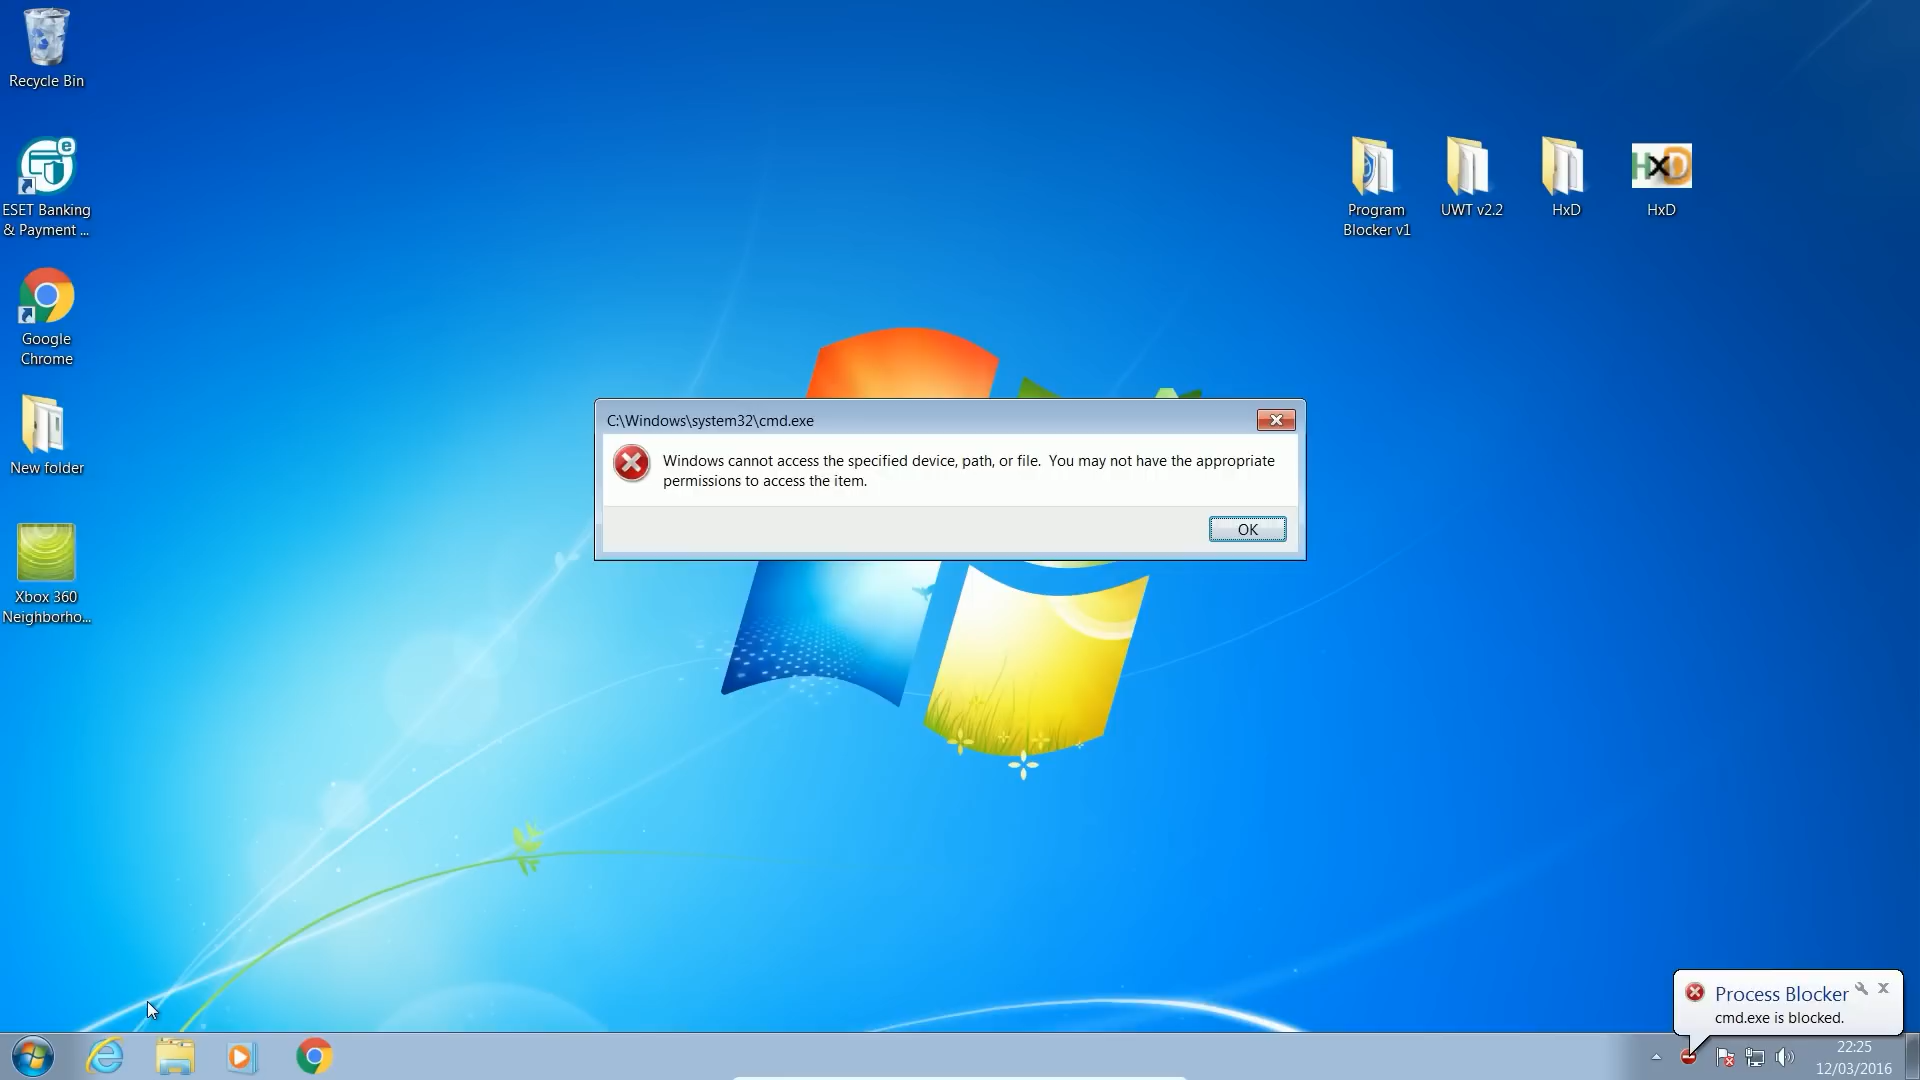 Recycle Bin
ESET Banking
& Payment ...
Google
Chrome
New folder
Xbox 360
Neighborho...
Program
Blocker v1
UWT v2.2
HxD
HxD
HxD
C:\Windows\system32\cmd.exe
Windows cannot access the specified device, path, or file.  You may not have the appropriate
permissions to access the item.
OK
Process Blocker
cmd.exe is blocked.
22:25
12/03/2016